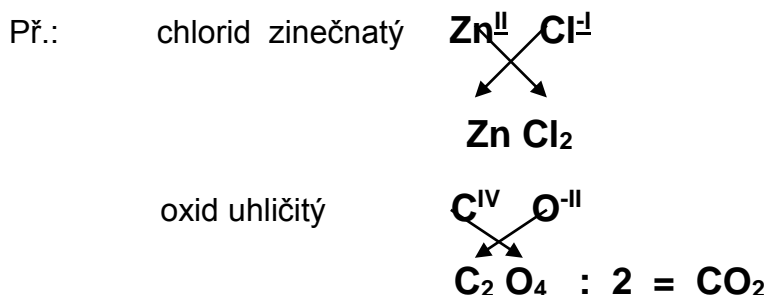 Př.: chlorid zinečnatý Zn^II Cl^-I
Zn Cl₂
oxid uhličitý C^IV O^-II
C₂ O₄ : 2 = CO₂